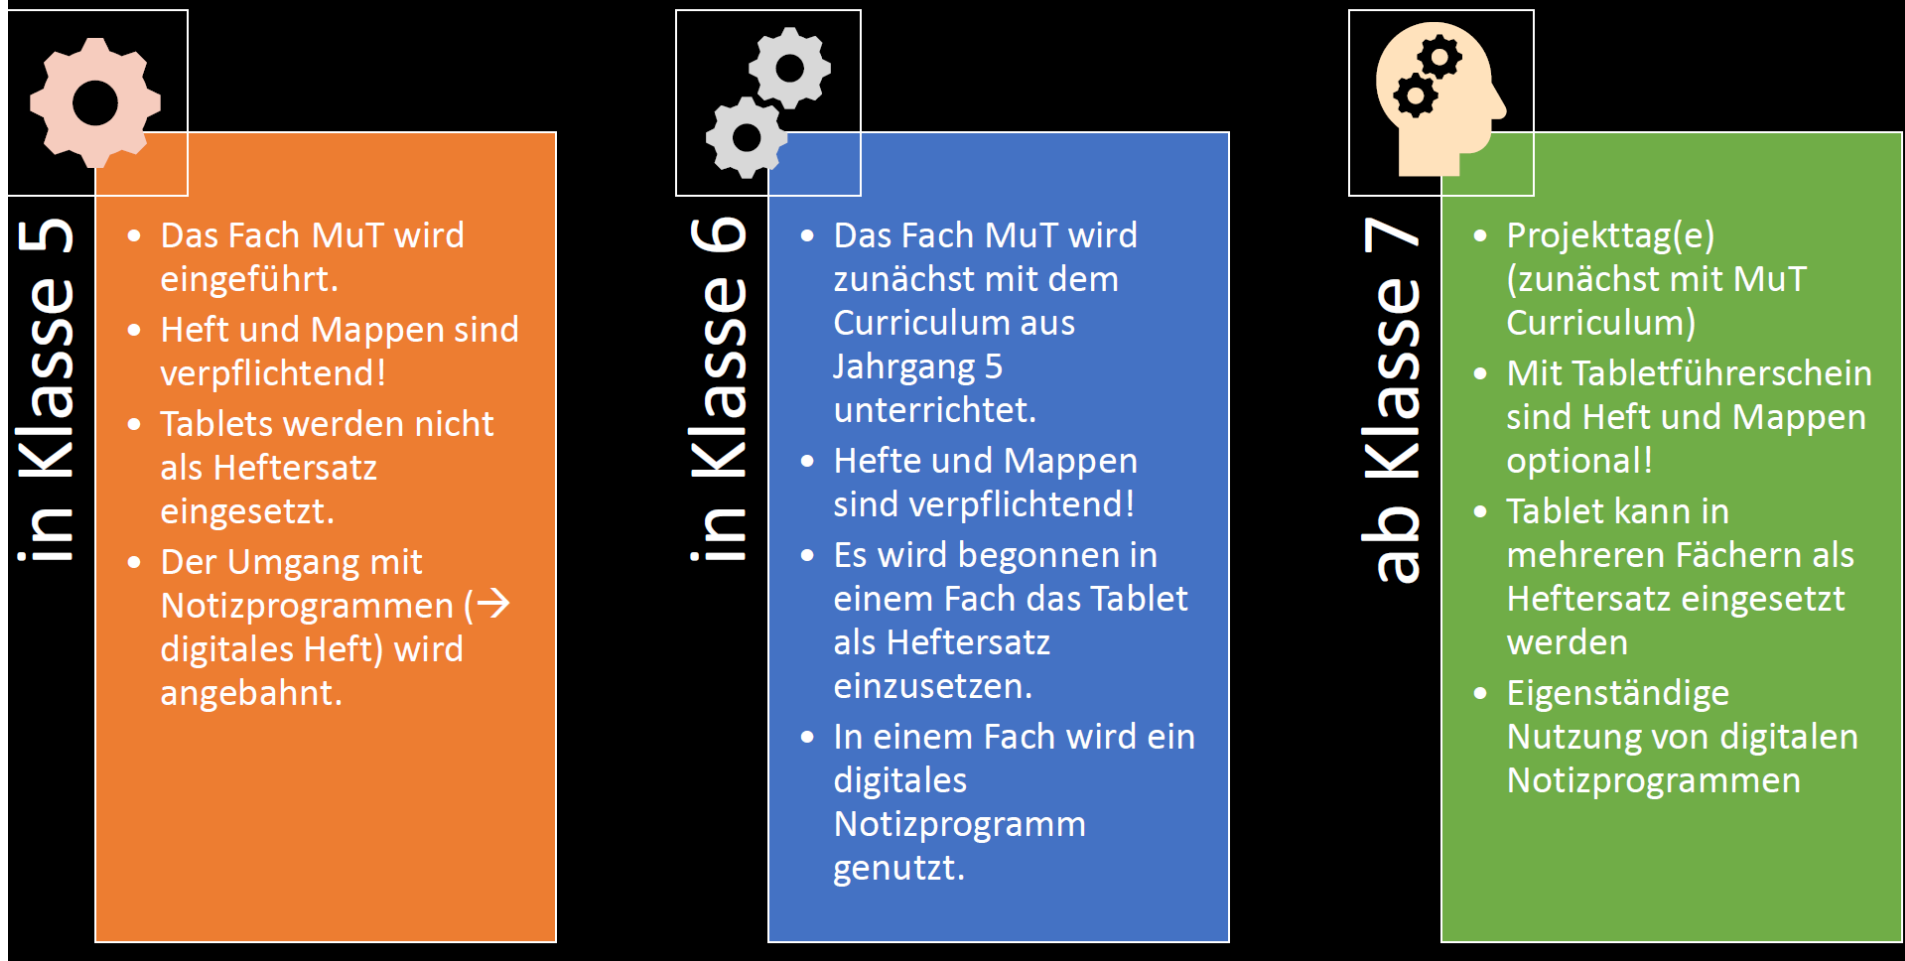 in Klasse 5
• Das Fach MuT wird
eingeführt.
• Heft und Mappen sind
verpflichtend!
• Tablets werden nicht
als Heftersatz
eingesetzt.
• Der Umgang mit
Notizprogrammen (→
digitales Heft) wird
angebahnt.
in Klasse 6
• Das Fach MuT wird
zunächst mit dem
Curriculum aus
Jahrgang 5
unterrichtet.
• Hefte und Mappen
sind verpflichtend!
• Es wird begonnen in
einem Fach das Tablet
als Heftersatz
einzusetzen.
• In einem Fach wird ein
digitales
Notizprogramm
genutzt.
ab Klasse 7
• Projekttag(e)
(zunächst mit MuT
Curriculum)
• Mit Tabletführerschein
sind Heft und Mappen
optional!
• Tablet kann in
mehreren Fächern als
Heftersatz eingesetzt
werden
• Eigenständige
Nutzung von digitalen
Notizprogrammen